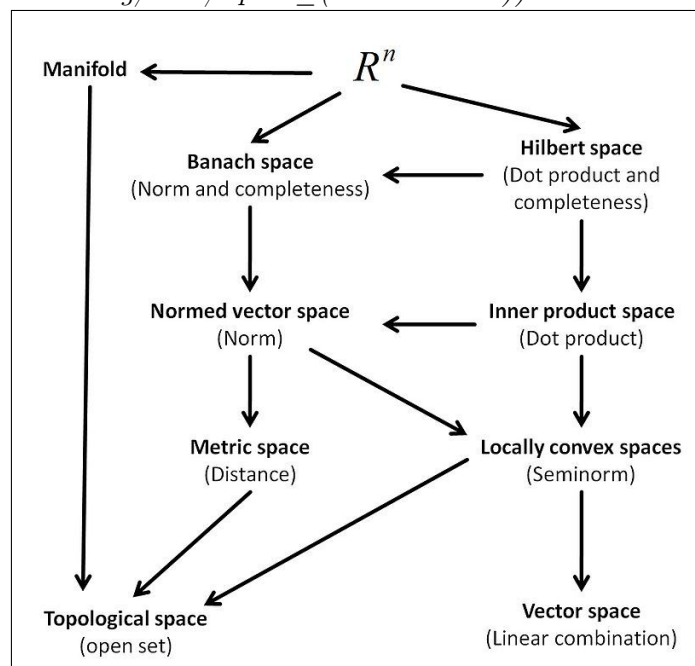 Manifold
R^n
Banach space
(Norm and completeness)
Hilbert space
(Dot product and
completeness)
Normed vector space
(Norm)
Inner product space
(Dot product)
Metric space
(Distance)
Locally convex spaces
(Seminorm)
Topological space
(open set)
Vector space
(Linear combination)